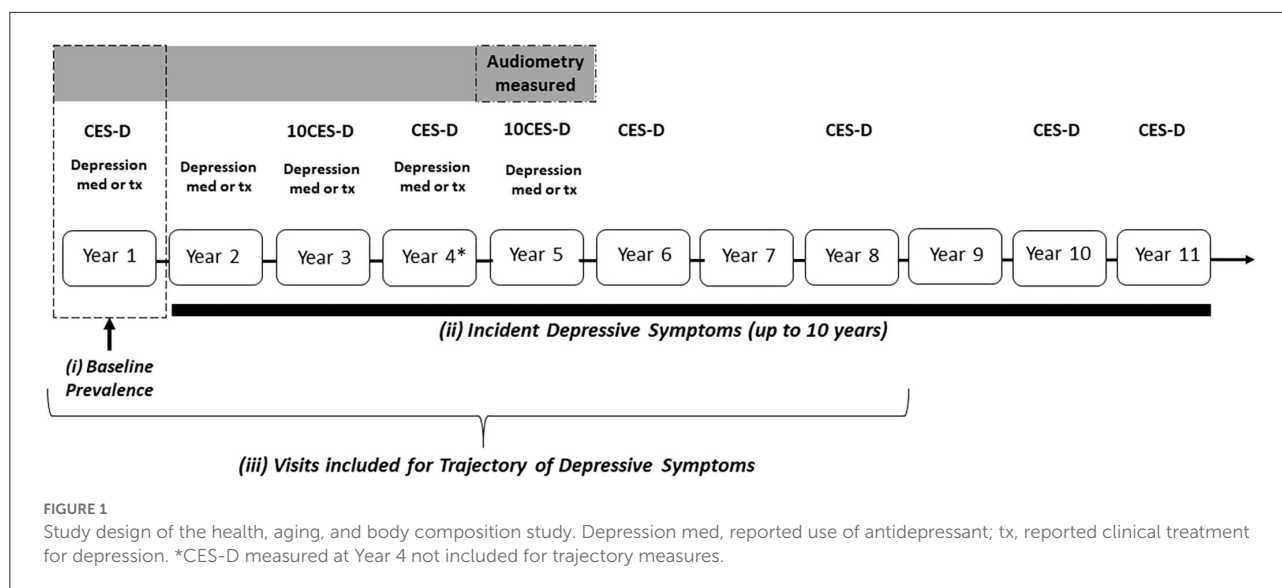 Audiometry
measured
CES-D
10CES-D
CES-D
10CES-D
CES-D
CES-D
CES-D
CES-D
Depression
med or tx
Depression
med or tx
Depression
med or tx
Depression
med or tx
Depression
med or tx
Year 1
Year 2
Year 3
Year 4*
Year 5
Year 6
Year 7
Year 8
Year 9
Year 10
Year 11
(ii) Incident Depressive Symptoms (up to 10 years)
(i) Baseline
Prevalence
(iii) Visits included for Trajectory of Depressive Symptoms
FIGURE 1
Study design of the health, aging, and body composition study. Depression med, reported use of antidepressant; tx, reported clinical treatment
for depression. *CES-D measured at Year 4 not included for trajectory measures.